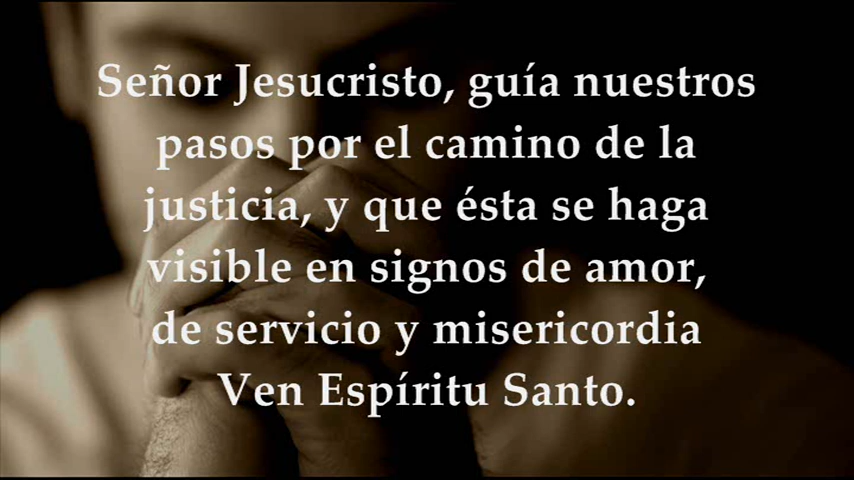 Señor Jesucristo, guía nuestros
pasos por el camino de la
justicia, y que ésta se haga
visible en signos de amor,
de servicio y misericordia
Ven Espíritu Santo.